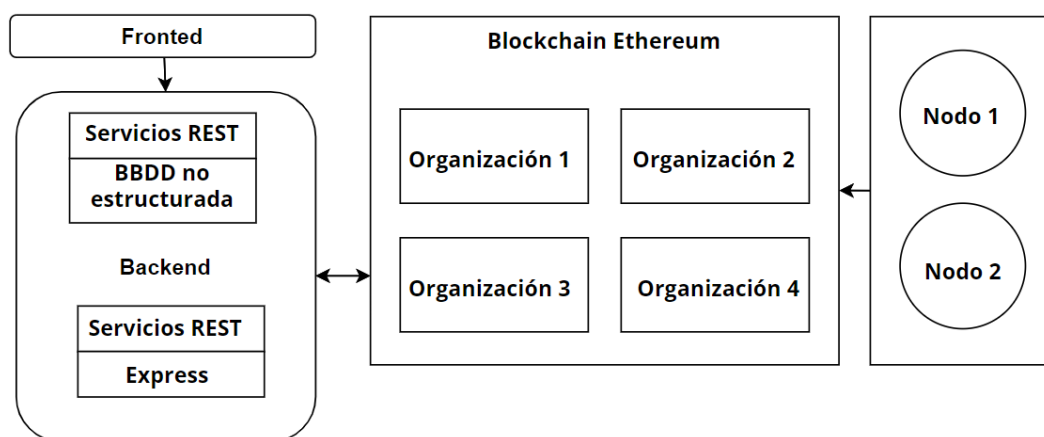 Fronted
Servicios REST
BBDD no
estructurada
Backend
Servicios REST
Express
Blockchain Ethereum
Organización 1
Organización 2
Organización 3
Organización 4
Nodo 1
Nodo 2